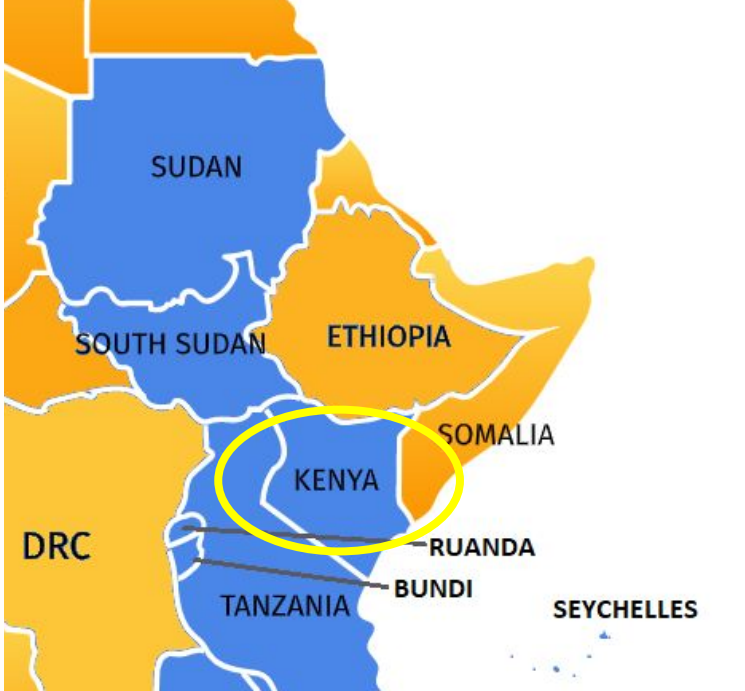 SUDAN
SOUTH SUDAN
ETHIOPIA
SOMALIA
KENYA
DRC
RUANDA
BUNDI
TANZANIA
SEYCHELLES